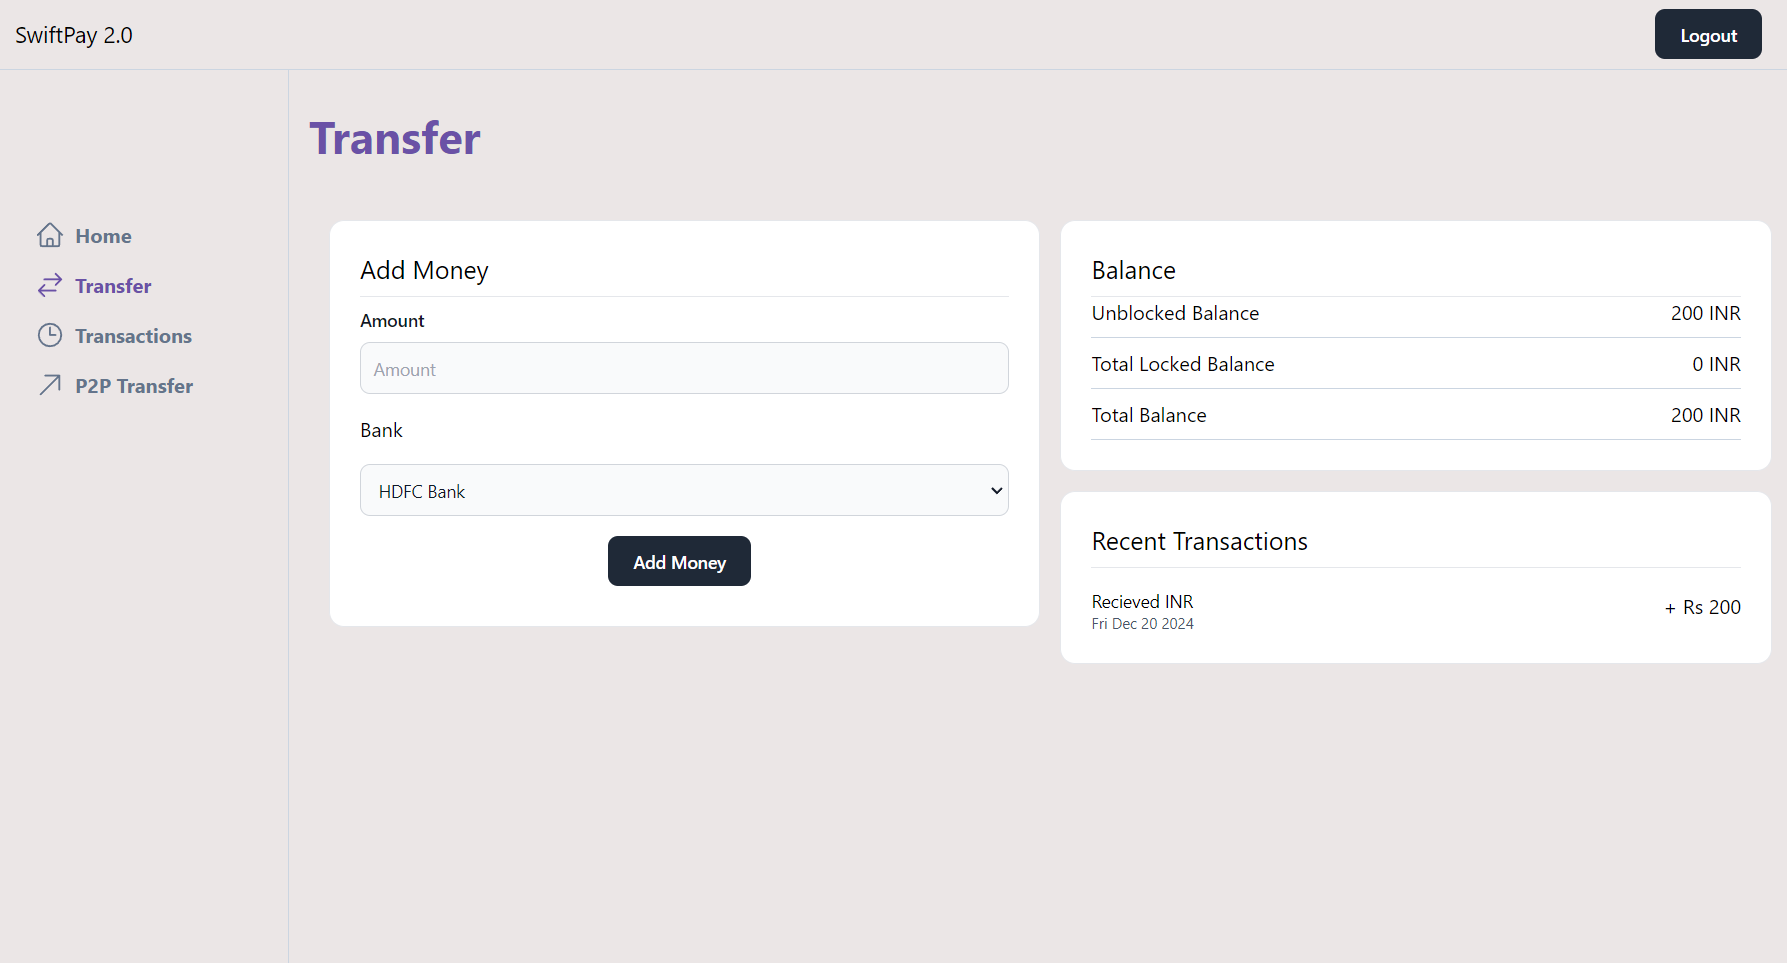 SwiftPay 2.0
Logout
Home
Transfer
Transactions
P2P Transfer
Transfer
Add Money
Amount
Amount
Bank
HDFC Bank
Add Money
Balance
Unblocked Balance 200 INR
Total Locked Balance 0 INR
Total Balance 200 INR
Recent Transactions
Recieved INR
Fri Dec 20 2024
+ Rs 200